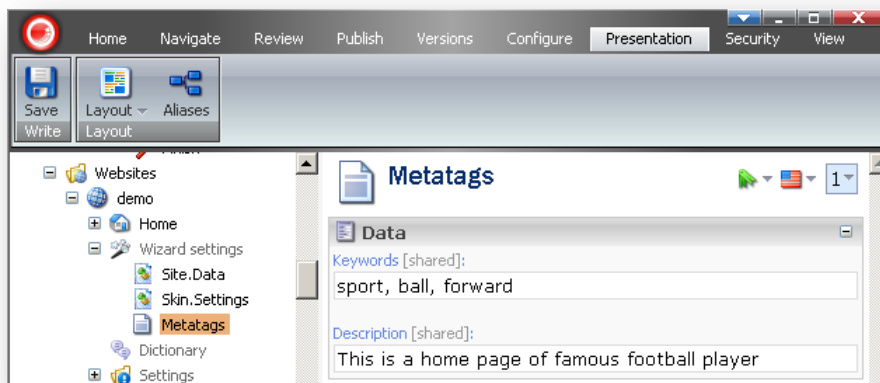 Home Navigate Review Publish Versions Configure Presentation Security View
Save Layout Aliases
Write Layout
Websites
demo
Home
Wizard settings
Site.Data
Skin.Settings
Metatags
Dictionary
Settings
Metatags
1
Data
Keywords [shared]:
sport, ball, forward
Description [shared]:
This is a home page of famous football player